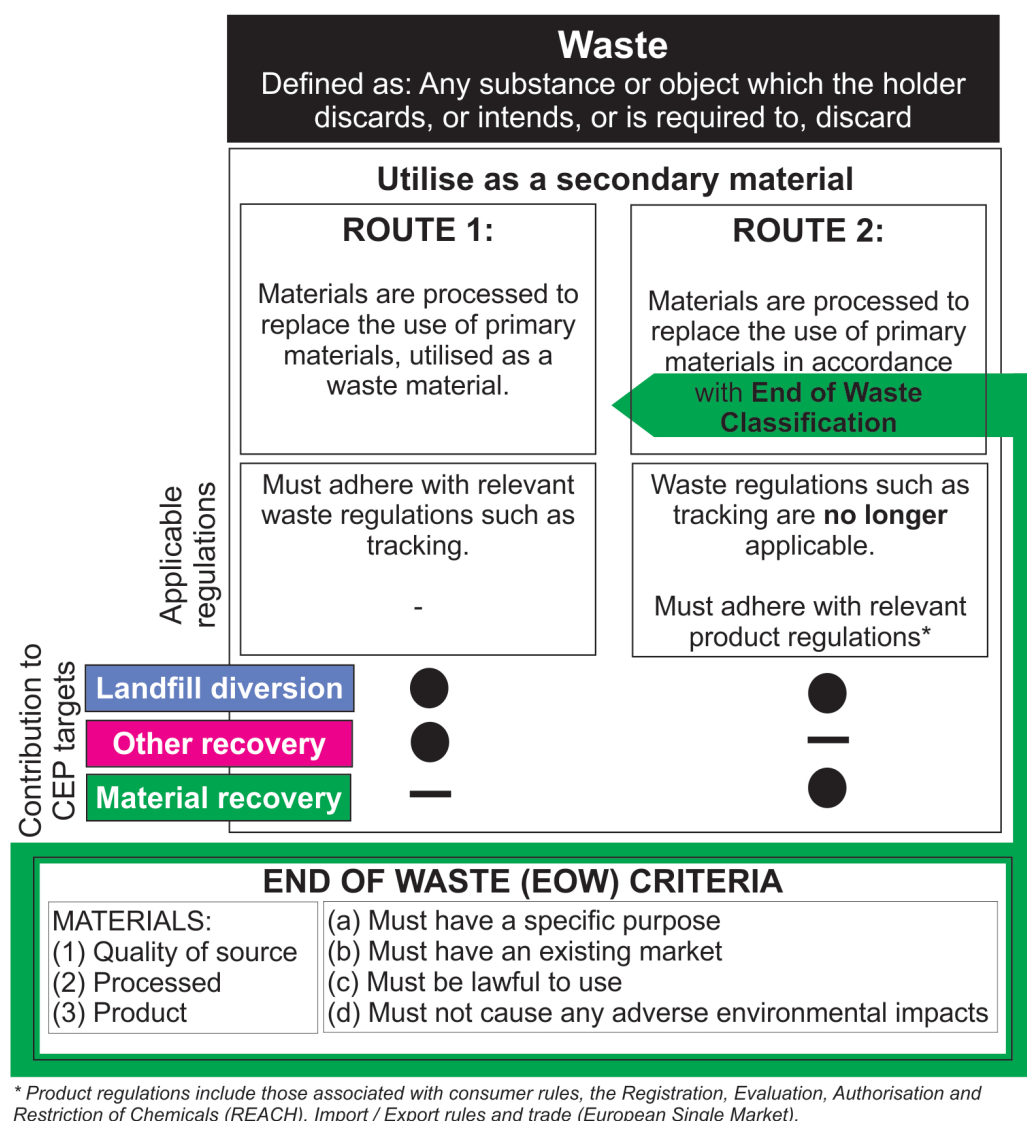 Waste
Defined as: Any substance or object which the holder
discards, or intends, or is required to, discard
Utilise as a secondary material
ROUTE 1:
Materials are processed to
replace the use of primary
materials, utilised as a
waste material.
ROUTE 2:
Materials are processed to
replace the use of primary
materials in accordance
with End of Waste
Classification
Applicable
regulations
Must adhere with relevant
waste regulations such as
tracking.
-
Waste regulations such as
tracking are no longer
applicable.
Must adhere with relevant
product regulations*
Contribution to
CEP targets
Landfill diversion
Other recovery
Material recovery
END OF WASTE (EOW) CRITERIA
MATERIALS:
(1) Quality of source
(2) Processed
(3) Product
(a) Must have a specific purpose
(b) Must have an existing market
(c) Must be lawful to use
(d) Must not cause any adverse environmental impacts
* Product regulations include those associated with consumer rules, the Registration, Evaluation, Authorisation and
Restriction of Chemicals (REACH), Import / Export rules and trade (European Single Market).